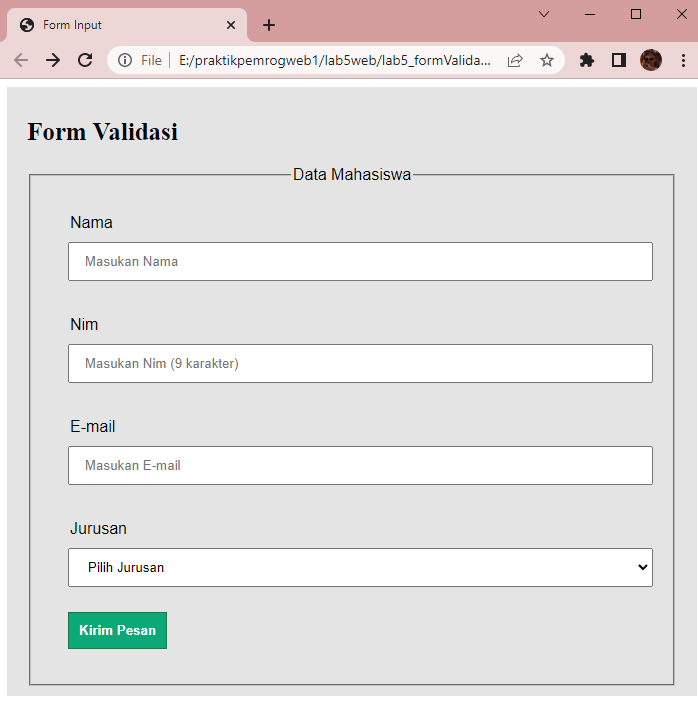 Form Input
File | E:/praktikpemrogweb1/lab5web/lab5_formValida...
Form Validasi
Data Mahasiswa
Nama
Masukan Nama
Nim
Masukan Nim (9 karakter)
E-mail
Masukan E-mail
Jurusan
Pilih Jurusan
Kirim Pesan